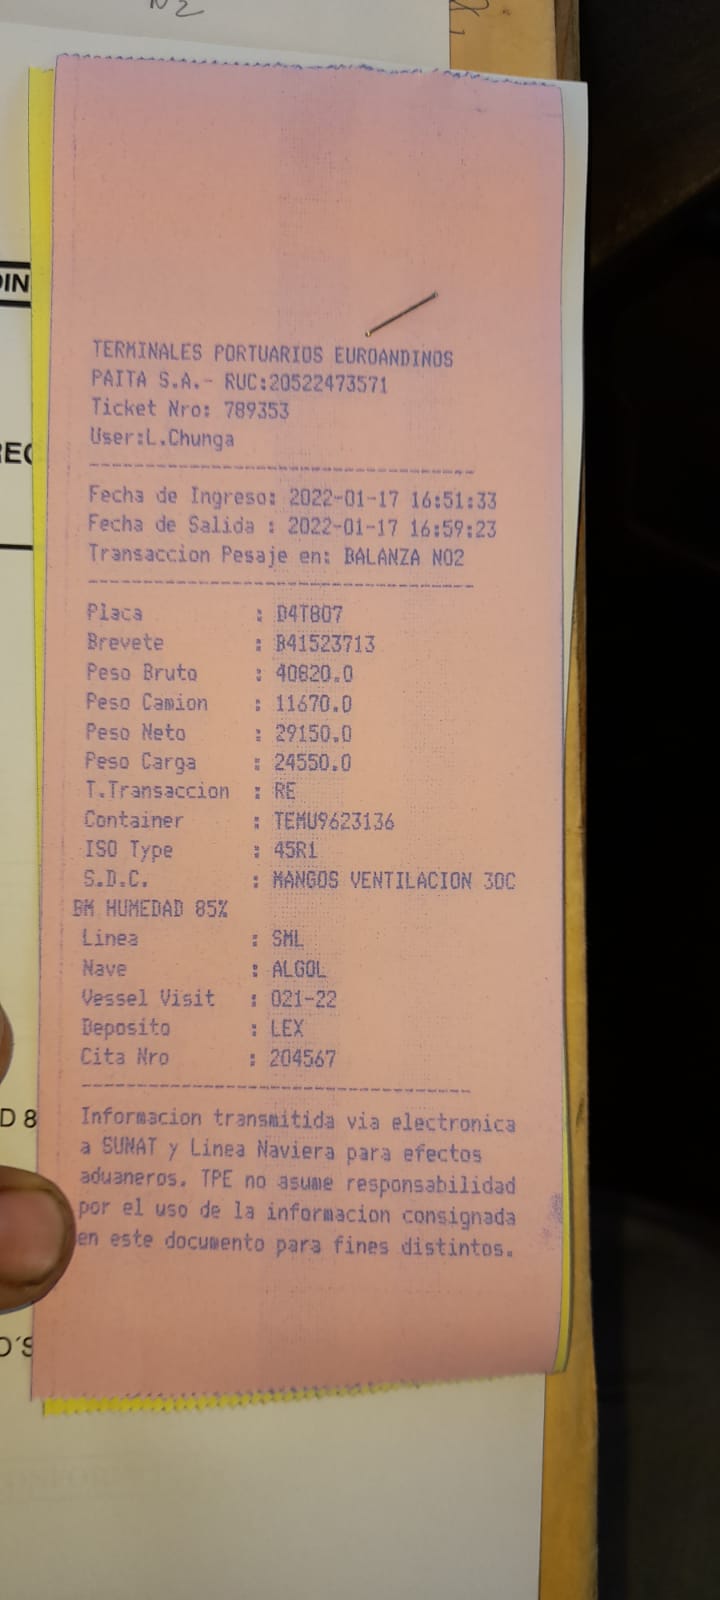 TERMINALES PORTUARIOS EUROANDINOS
PAITA S.A.- RUC:20522473571
Ticket Nro: 789353
User:L.Chunga
Fecha de Ingreso: 2022-01-17 16:51:33
Fecha de Salida : 2022-01-17 16:59:23
Transaccion Pesaje en: BALANZA NO2
Placa : D4T807
Brevete : B41523713
Peso Bruto : 40820.0
Peso Camion : 11670.0
Peso Neto : 29150.0
Peso Carga : 24550.0
T.Transaccion : RE
Container : TEMU9623136
ISO Type : 45R1
S.D.C. : MANGOS VENTILACION 30C
BM HUMEDAD 85%
Linea : SML
Nave : ALGOL
Vessel Visit : 021-22
Deposito : LEX
Cita Nro : 204567
Informacion transmitida via electronica
a SUNAT y Linea Naviera para efectos
aduaneros. TPE no asume responsabilidad
por el uso de la informacion consignada
en este documento para fines distintos.